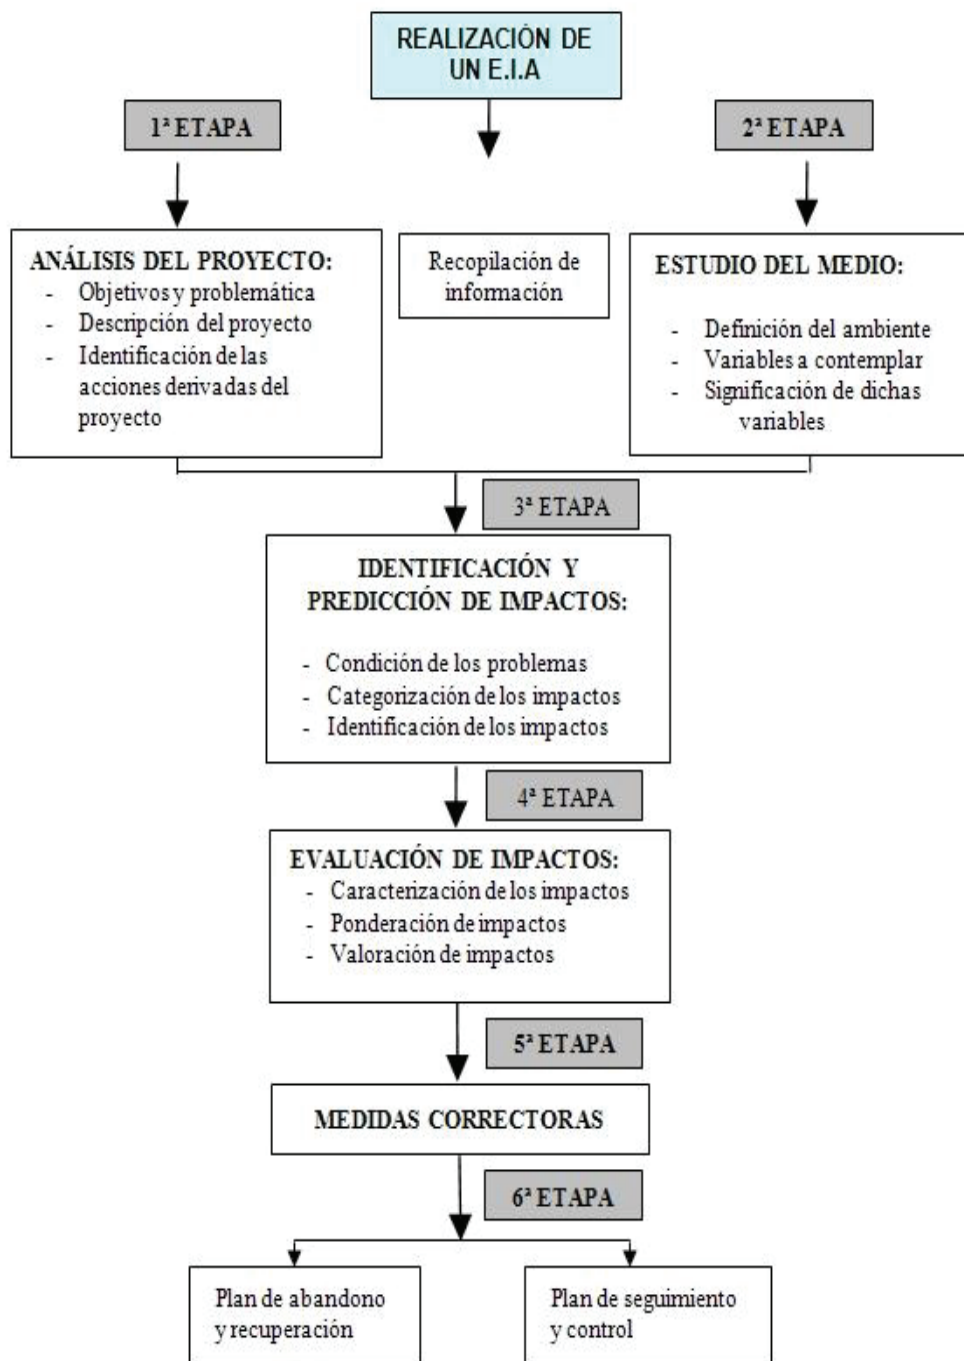 REALIZACIÓN DE
UN E.I.A
1ª ETAPA
2ª ETAPA
ANÁLISIS DEL PROYECTO:
- Objetivos y problemática
- Descripción del proyecto
- Identificación de las
acciones derivadas del
proyecto
Recopilación de
información
ESTUDIO DEL MEDIO:
- Definición del ambiente
- Variables a contemplar
- Significación de dichas
variables
3ª ETAPA
IDENTIFICACIÓN Y
PREDICCIÓN DE IMPACTOS:
- Condición de los problemas
- Categorización de los impactos
- Identificación de los impactos
4ª ETAPA
EVALUACIÓN DE IMPACTOS:
- Caracterización de los impactos
- Ponderación de impactos
- Valoración de impactos
5ª ETAPA
MEDIDAS CORRECTORAS
6ª ETAPA
Plan de abandono
y recuperación
Plan de seguimiento
y control